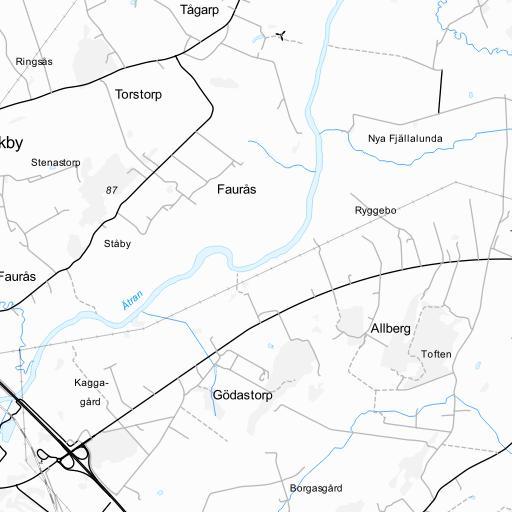 Tågarp
Ringsås
Torstorp
Nya Fjällalunda
kby
Stenastorp
87
Faurås
Ryggebo
Ståby
Faurås
Ätran
Allberg
Toften
Kagga-
gård
Gödastorp
Borgasgård